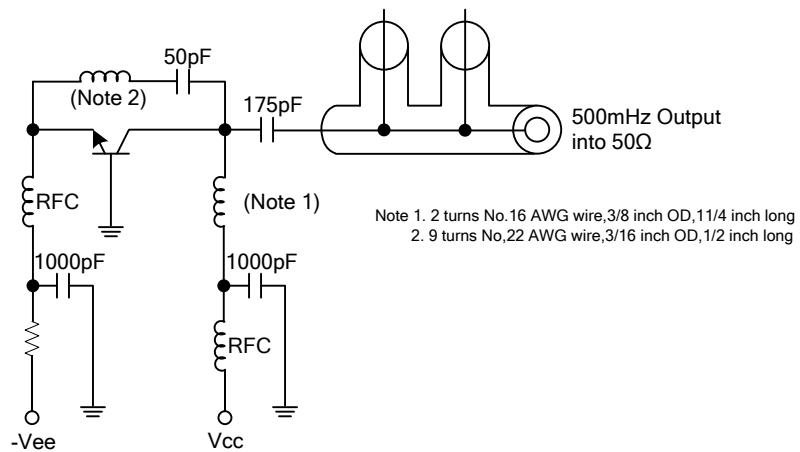 50pF
(Note 2)
175pF
500mHz Output
into 50Ω
RFC
(Note 1)
Note 1. 2 turns No.16 AWG wire,3/8 inch OD,11/4 inch long
2. 9 turns No,22 AWG wire,3/16 inch OD,1/2 inch long
1000pF
1000pF
RFC
-Vee
Vcc